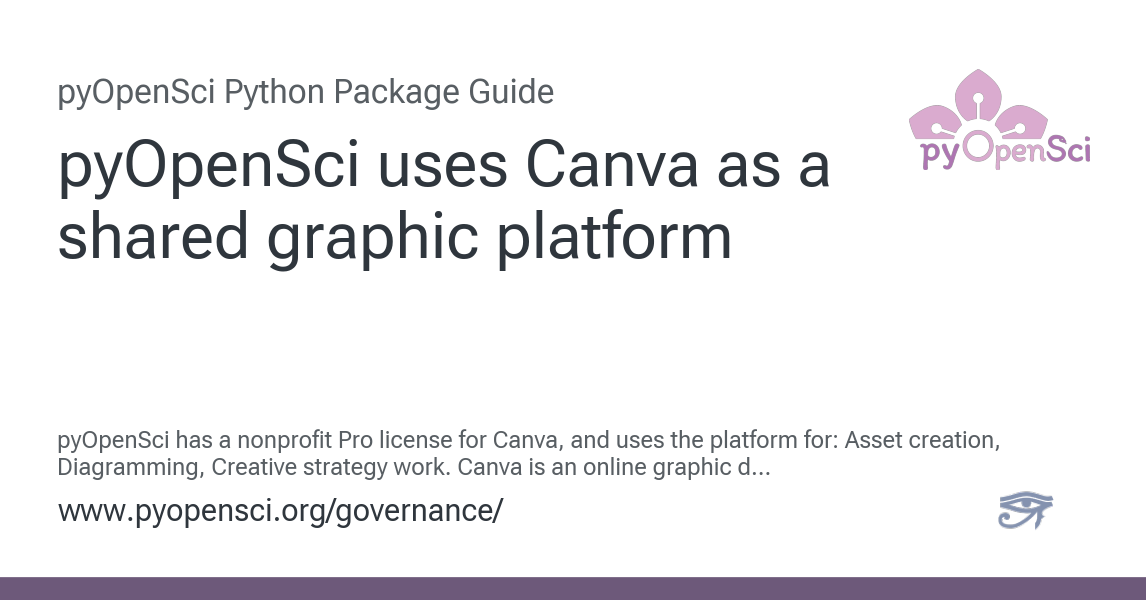 pyOpenSci Python Package Guide
pyOpenSci uses Canva as a
shared graphic platform
pyOpenSci
pyOpenSci has a nonprofit Pro license for Canva, and uses the platform for: Asset creation,
Diagramming, Creative strategy work. Canva is an online graphic d...
www.pyopensci.org/governance/